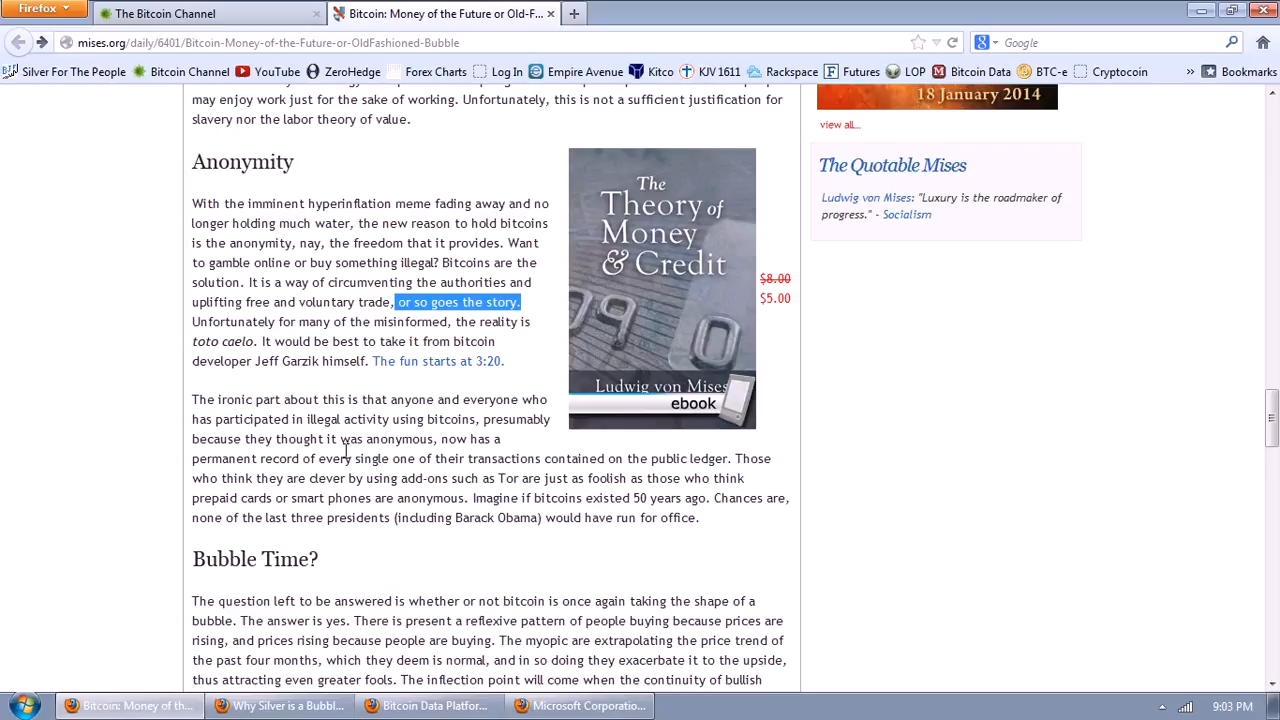 Firefox
The Bitcoin Channel
Bitcoin: Money of the Future or Old-F...
mises.org/daily/6401/Bitcoin-Money-of-the-Future-or-OldFashioned-Bubble
Google
Silver For The People
Bitcoin Channel
YouTube
ZeroHedge
Forex Charts
Log In
Empire Avenue
Kitco
KJV 1611
Rackspace
Futures
LOP
Bitcoin Data
BTC-e
Cryptocoin
»
Bookmarks
may enjoy work just for the sake of working. Unfortunately, this is not a sufficient justification for
slavery nor the labor theory of value.
Anonymity
With the imminent hyperinflation meme fading away and no
longer holding much water, the new reason to hold bitcoins
is the anonymity, nay, the freedom that it provides. Want
to gamble online or buy something illegal? Bitcoins are the
solution. It is a way of circumventing the authorities and
uplifting free and voluntary trade, or so goes the story.
Unfortunately for many of the misinformed, the reality is
toto caelo. It would be best to take it from bitcoin
developer Jeff Garzik himself. The fun starts at 3:20.
The ironic part about this is that anyone and everyone who
has participated in illegal activity using bitcoins, presumably
because they thought it was anonymous, now has a
permanent record of every single one of their transactions contained on the public ledger. Those
who think they are clever by using add-ons such as Tor are just as foolish as those who think
prepaid cards or smart phones are anonymous. Imagine if bitcoins existed 50 years ago. Chances are,
none of the last three presidents (including Barack Obama) would have run for office.
Bubble Time?
The question left to be answered is whether or not bitcoin is once again taking the shape of a
bubble. The answer is yes. There is present a reflexive pattern of people buying because prices are
rising, and prices rising because people are buying. The myopic are extrapolating the price trend of
the past four months, which they deem is normal, and in so doing they exacerbate it to the upside,
thus attracting even greater fools. The inflection point will come when the continuity of bullish
The
Theory of
Money
& Credit
90
Ludwig von Mises
ebook
$8.00
$5.00
18 January 2014
view all...
The Quotable Mises
Ludwig von Mises: "Luxury is the roadmaker of
progress." - Socialism
Bitcoin: Money of th...
Why Silver is a Bubbl...
Bitcoin Data Platfor...
Microsoft Corporatio...
9:03 PM